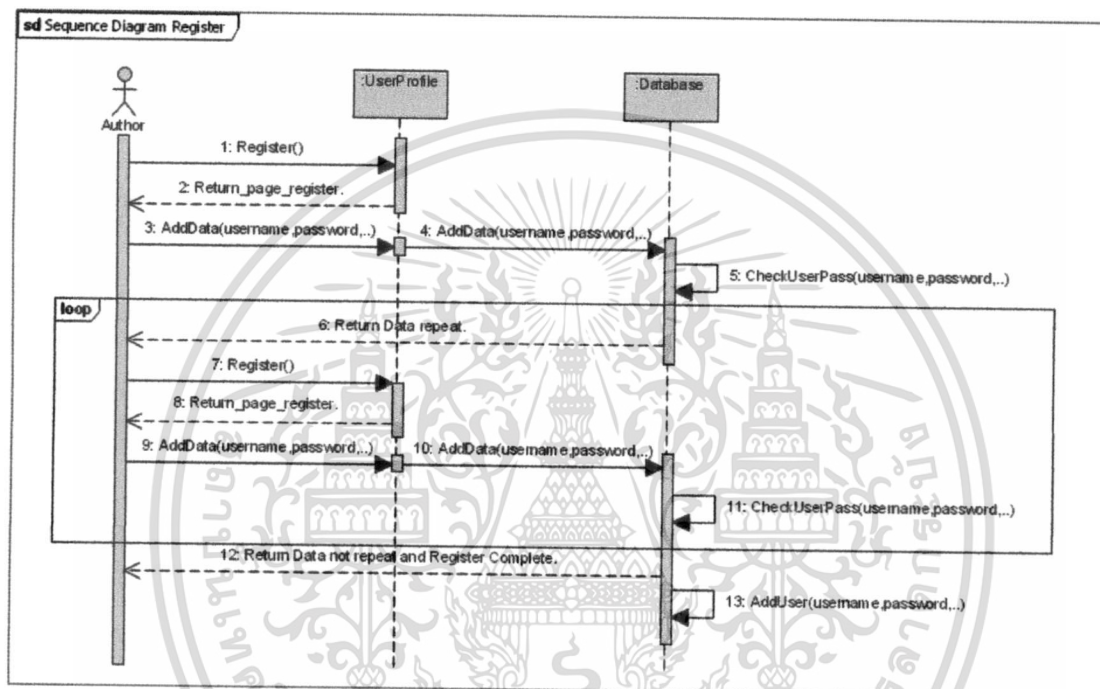 sd Sequence Diagram Register
:UserProfile
:Database
Author
1: Register()
2: Return_page_register.
3: AddData(username,password,..)
4: AddData(username,password,..)
5: CheckUserPass(username,password,..)
loop
6: Return Data repeat.
7: Register()
8: Return_page_register.
9: AddData(username,password,..)
10: AddData(username,password,..)
11: CheckUserPass(username,password,..)
12: Return Data not repeat and Register Complete.
13: AddUser(username,password,..)